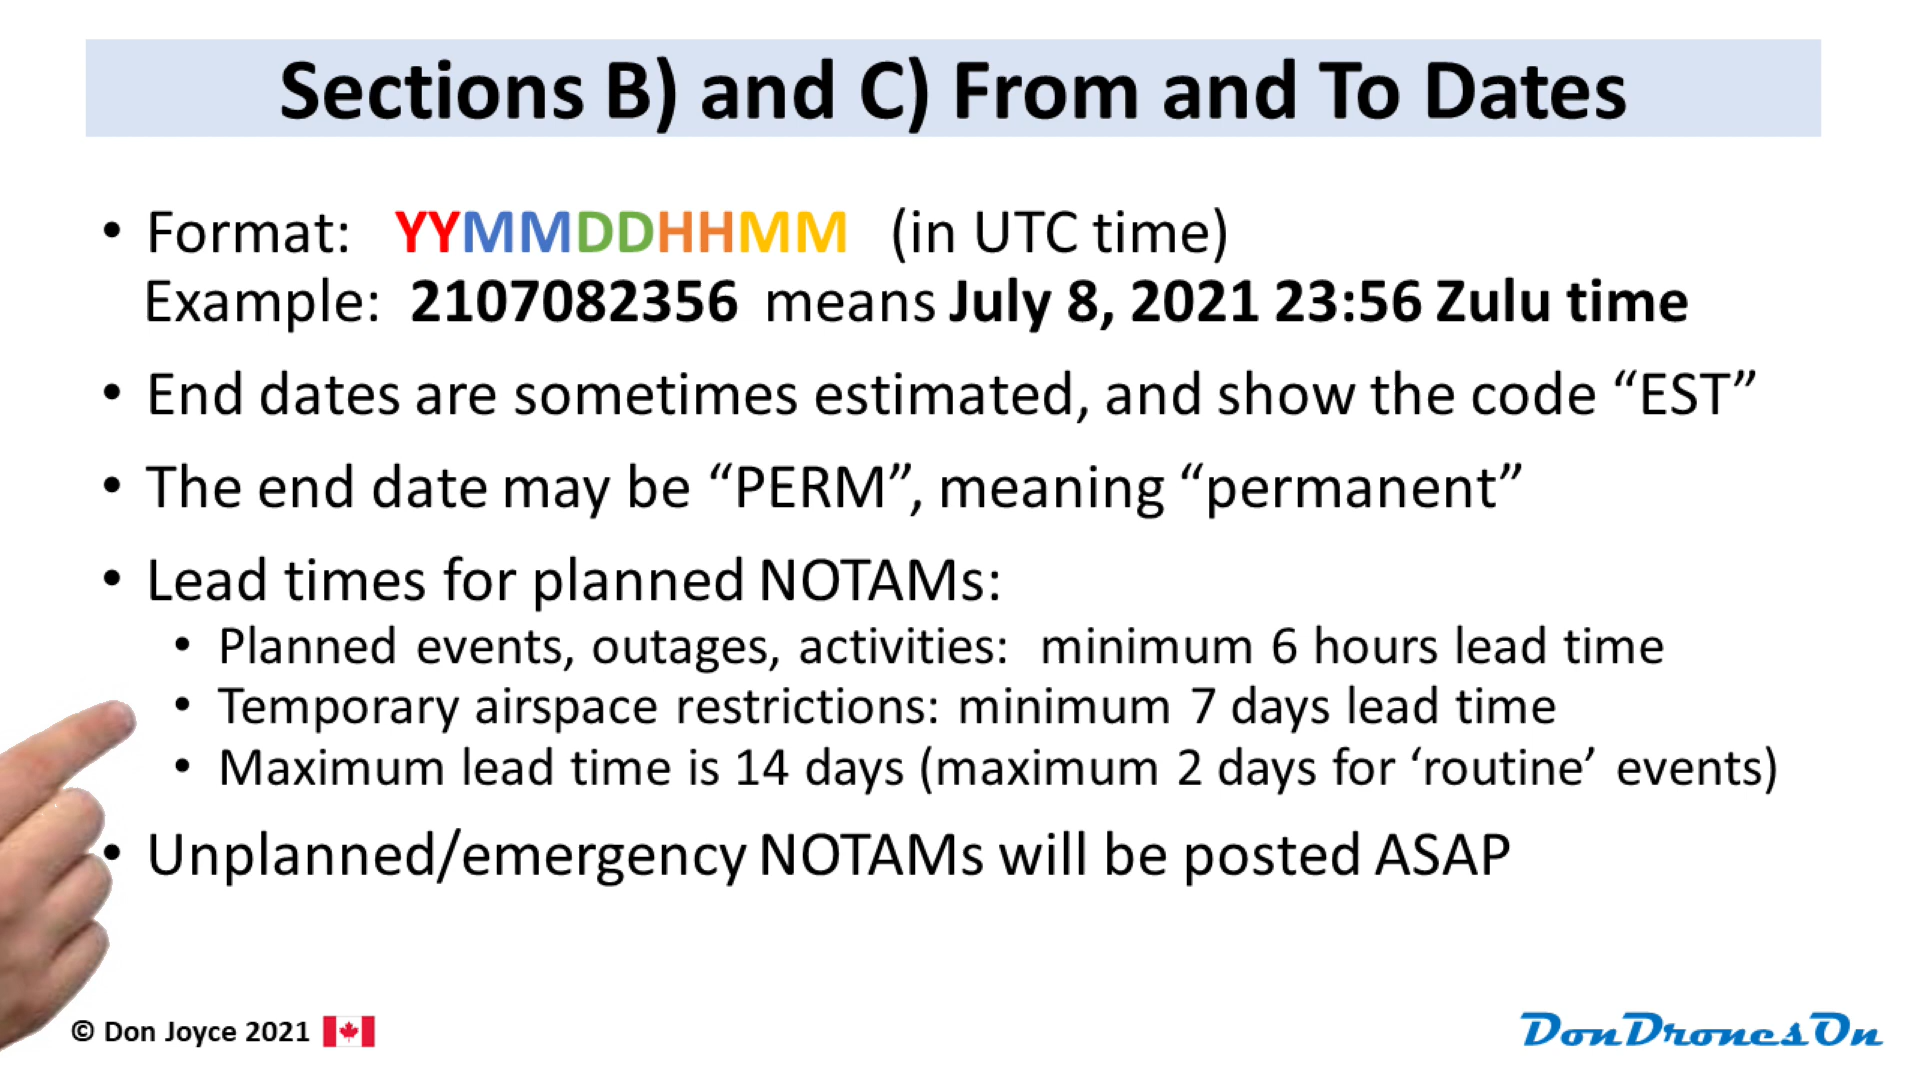 Sections B) and C) From and To Dates
• Format: YYMMDDHHMM (in UTC time)
Example: 2107082356 means July 8, 2021 23:56 Zulu time
• End dates are sometimes estimated, and show the code “EST”
• The end date may be “PERM”, meaning “permanent”
• Lead times for planned NOTAMs:
• Planned events, outages, activities: minimum 6 hours lead time
• Temporary airspace restrictions: minimum 7 days lead time
• Maximum lead time is 14 days (maximum 2 days for ‘routine’ events)
• Unplanned/emergency NOTAMs will be posted ASAP
© Don Joyce 2021
DonDronesOn